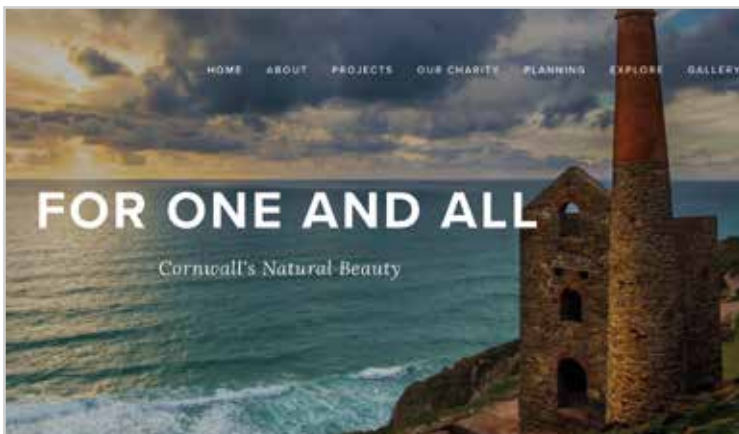 HOME ABOUT PROJECTS OUR CHARITY PLANNING EXPLORE GALLERY
FOR ONE AND ALL
Cornwall's Natural Beauty